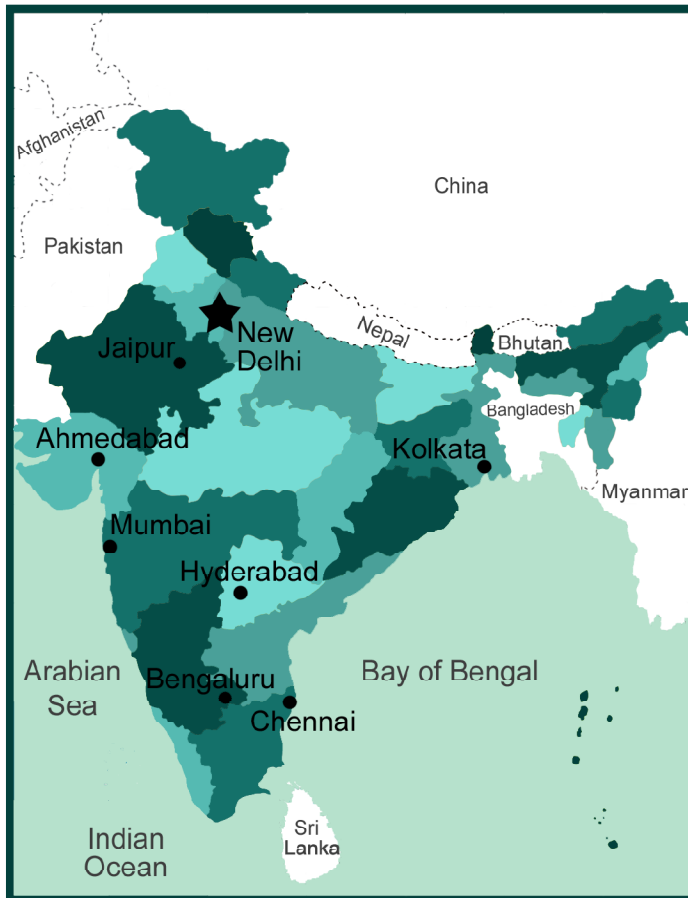 Afghanistan
China
Pakistan
New
Delhi
Nepal
Bhutan
Jaipur
Bangladesh
Ahmedabad
Kolkata
Myanmar
Mumbai
Hyderabad
Arabian
Sea
Bay of Bengal
Bengaluru
Chennai
Sri
Lanka
Indian
Ocean